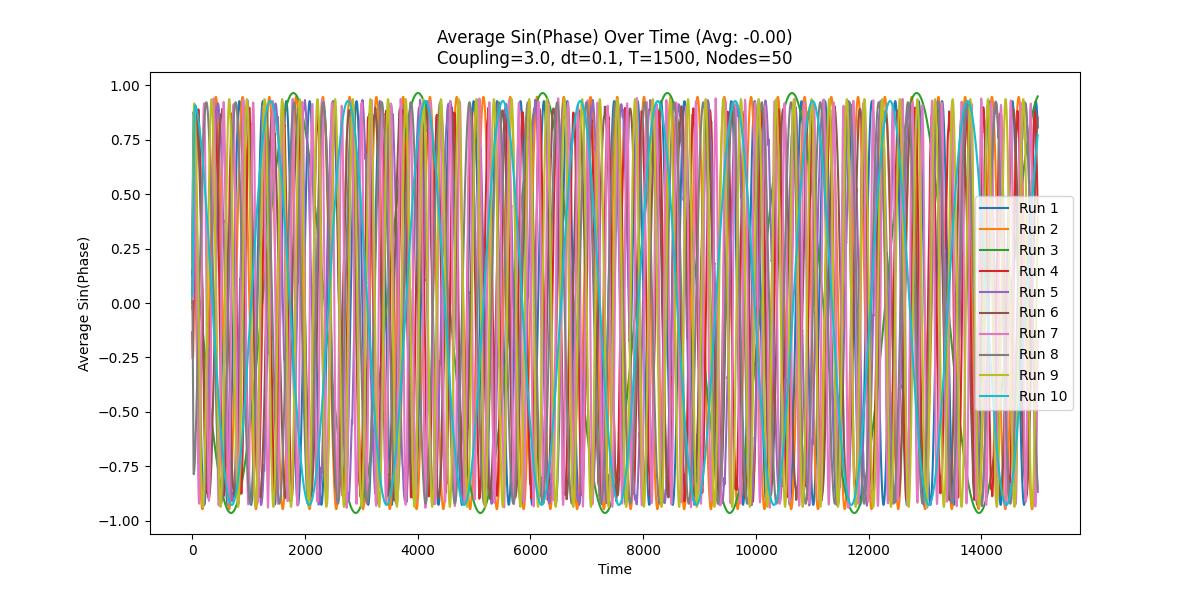 Average Sin(Phase) Over Time (Avg: -0.00)
Coupling=3.0, dt=0.1, T=1500, Nodes=50
1.00
0.75
0.50
0.25
0.00
−0.25
−0.50
−0.75
−1.00
Average Sin(Phase)
Run 1
Run 2
Run 3
Run 4
Run 5
Run 6
Run 7
Run 8
Run 9
Run 10
0 2000 4000 6000 8000 10000 12000 14000
Time